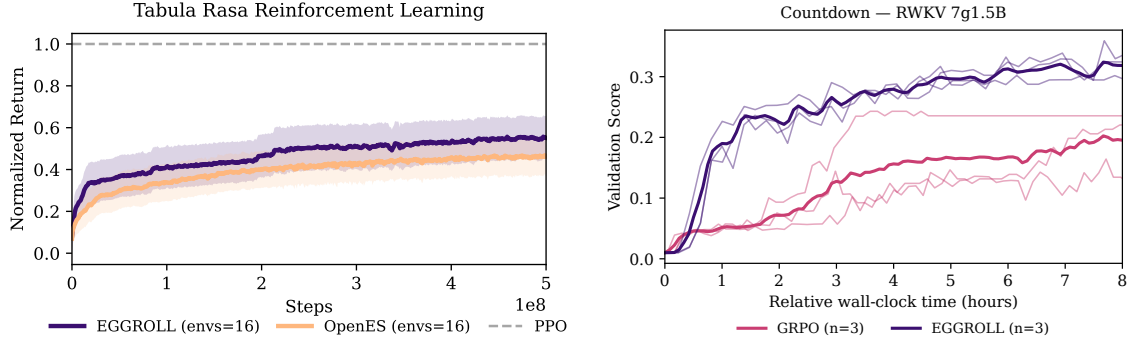 Tabula Rasa Reinforcement Learning
Normalized Return
1.0
0.8
0.6
0.4
0.2
0.0
0 1 2 3 4 5
1e8
Steps
EGGROLL (envs=16) OpenES (envs=16) PPO
Countdown — RWKV 7g1.5B
Validation Score
0.3
0.2
0.1
0.0
0 1 2 3 4 5 6 7 8
Relative wall-clock time (hours)
GRPO (n=3) EGGROLL (n=3)